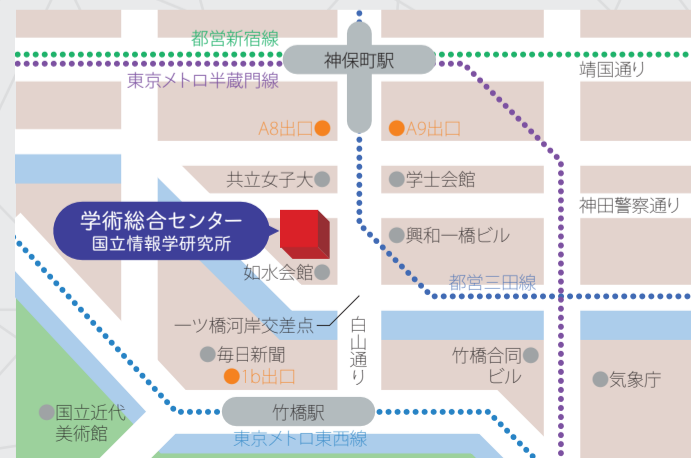 都営新宿線
神保町駅
靖国通り
東京メトロ半蔵門線
A8出口
A9出口
共立女子大
学士会館
神田警察通り
学術総合センター
国立情報学研究所
興和一橋ビル
如水会館
都営三田線
一ツ橋河岸交差点
白山通り
毎日新聞
竹橋合同
ビル
1b出口
気象庁
竹橋駅
国立近代
美術館
東京メトロ東西線